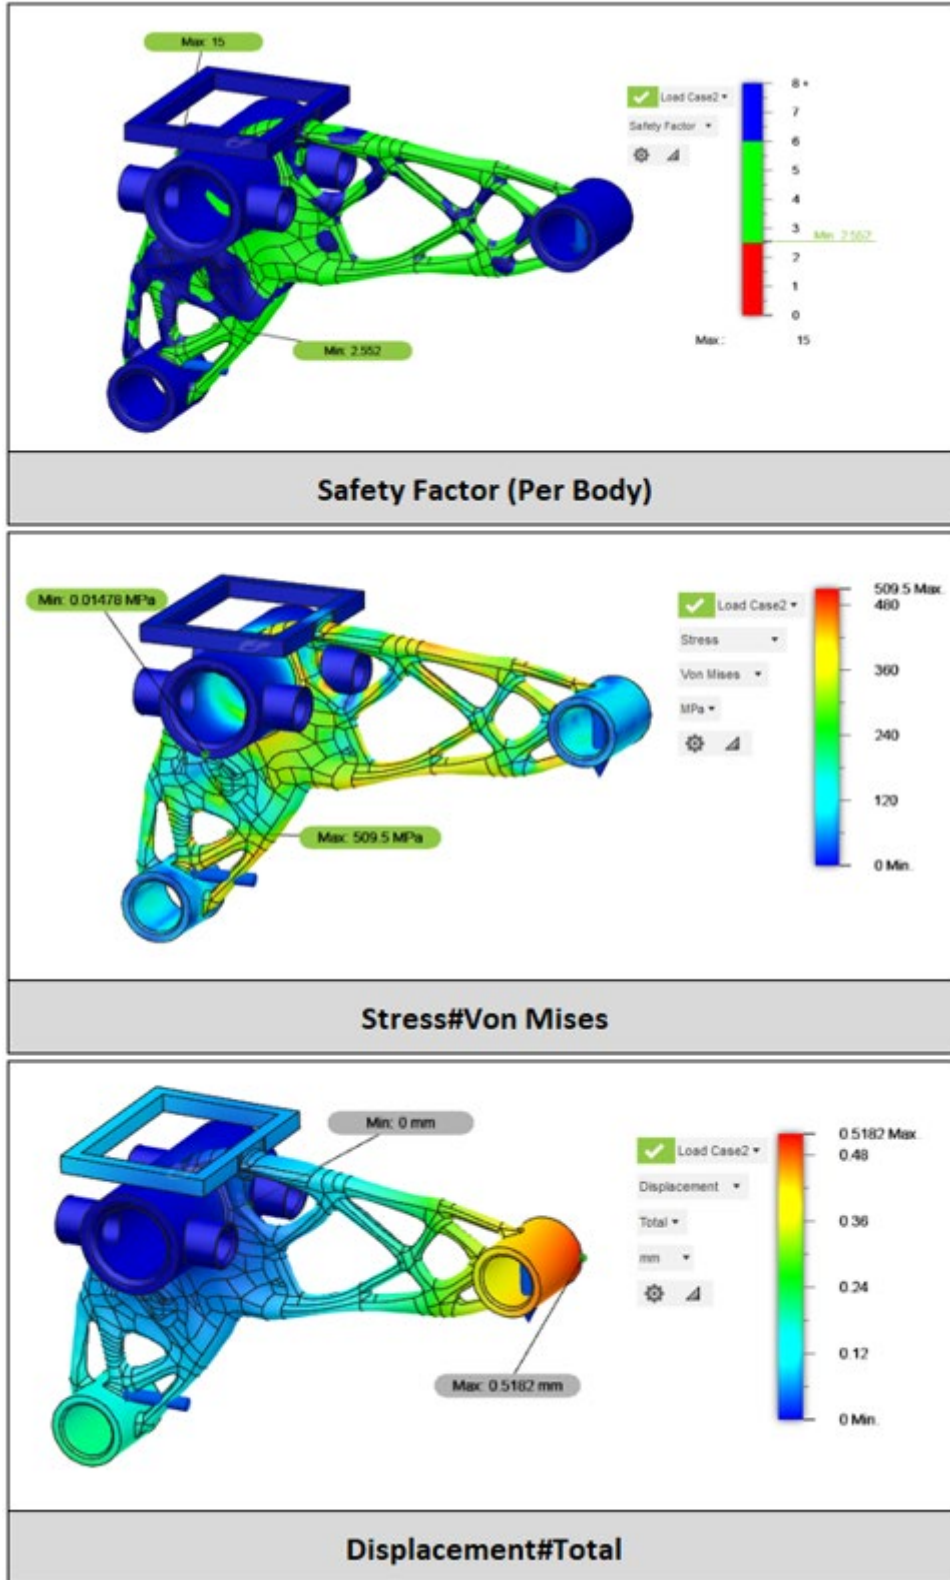 Max: 15
Load Case2
Safety Factor
8 +
7
6
5
4
3
Min: 2.552
2
1
0
Max.: 15
Min: 2.552
Safety Factor (Per Body)
Min: 0.01478 MPa
Load Case2
Stress
Von Mises
MPa
509.5 Max.
480
360
240
120
0 Min.
Max: 509.5 MPa
Stress#Von Mises
Min: 0 mm
Load Case2
Displacement
Total
mm
0.5182 Max.
0.48
0.36
0.24
0.12
0 Min.
Max: 0.5182 mm
Displacement#Total